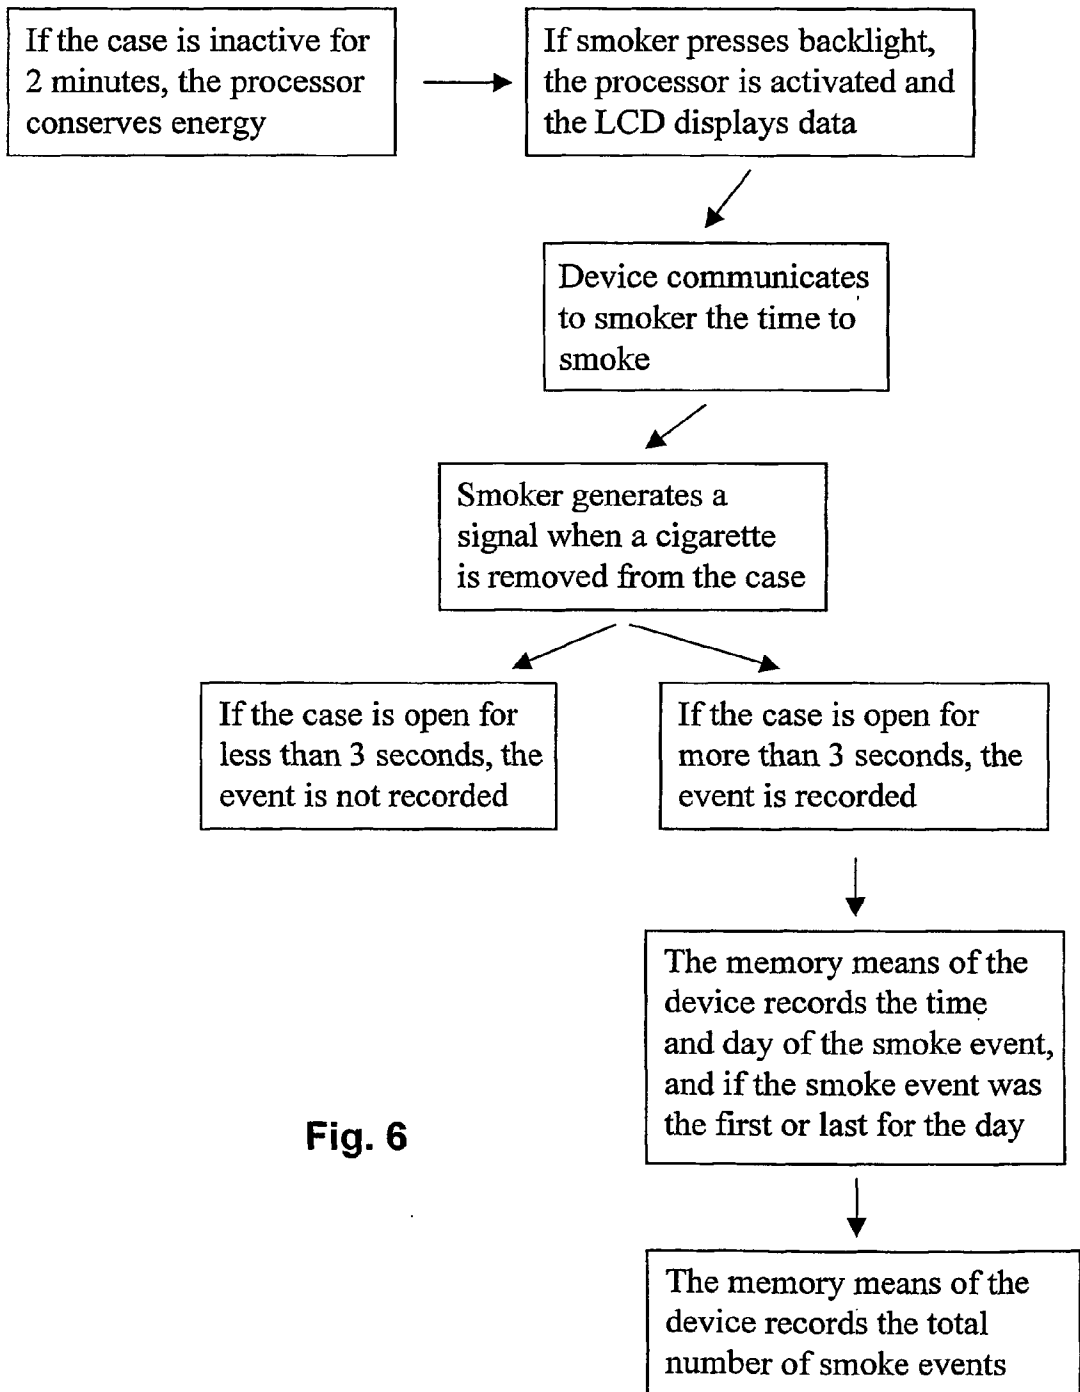 If the case is inactive for
2 minutes, the processor
conserves energy
If smoker presses backlight,
the processor is activated and
the LCD displays data
Device communicates
to smoker the time to
smoke
Smoker generates a
signal when a cigarette
is removed from the case
If the case is open for
less than 3 seconds, the
event is not recorded
If the case is open for
more than 3 seconds, the
event is recorded
The memory means of the
device records the time
and day of the smoke event,
and if the smoke event was
the first or last for the day
Fig. 6
The memory means of the
device records the total
number of smoke events